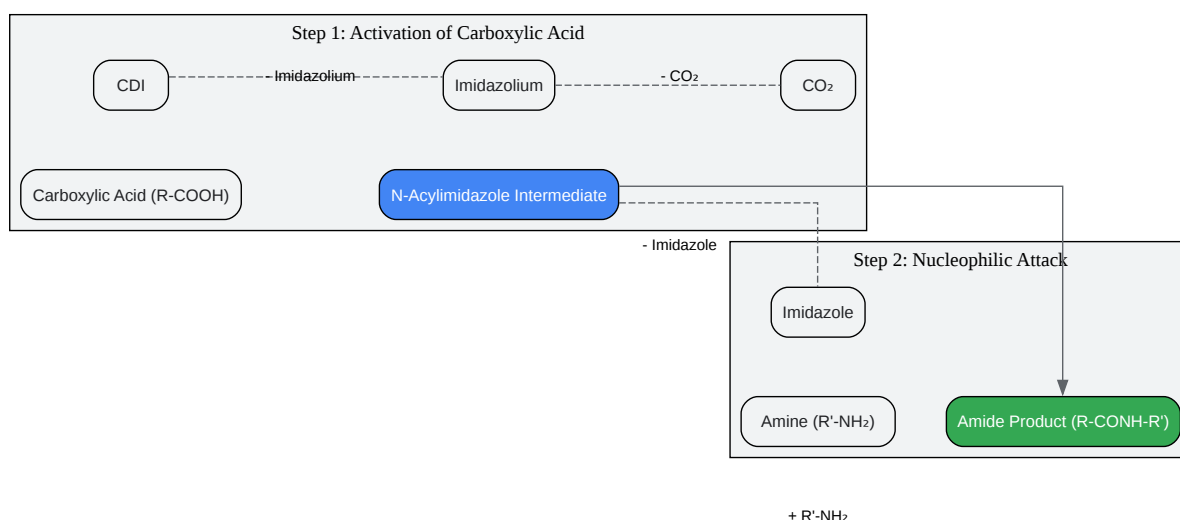 Step 1: Activation of Carboxylic Acid
CDI
- Imidazolium
Imidazolium
- CO₂
CO₂
Carboxylic Acid (R-COOH)
N-Acylimidazole Intermediate
- Imidazole
Step 2: Nucleophilic Attack
Imidazole
Amine (R'-NH₂)
Amide Product (R-CONH-R')
+ R'-NH₂